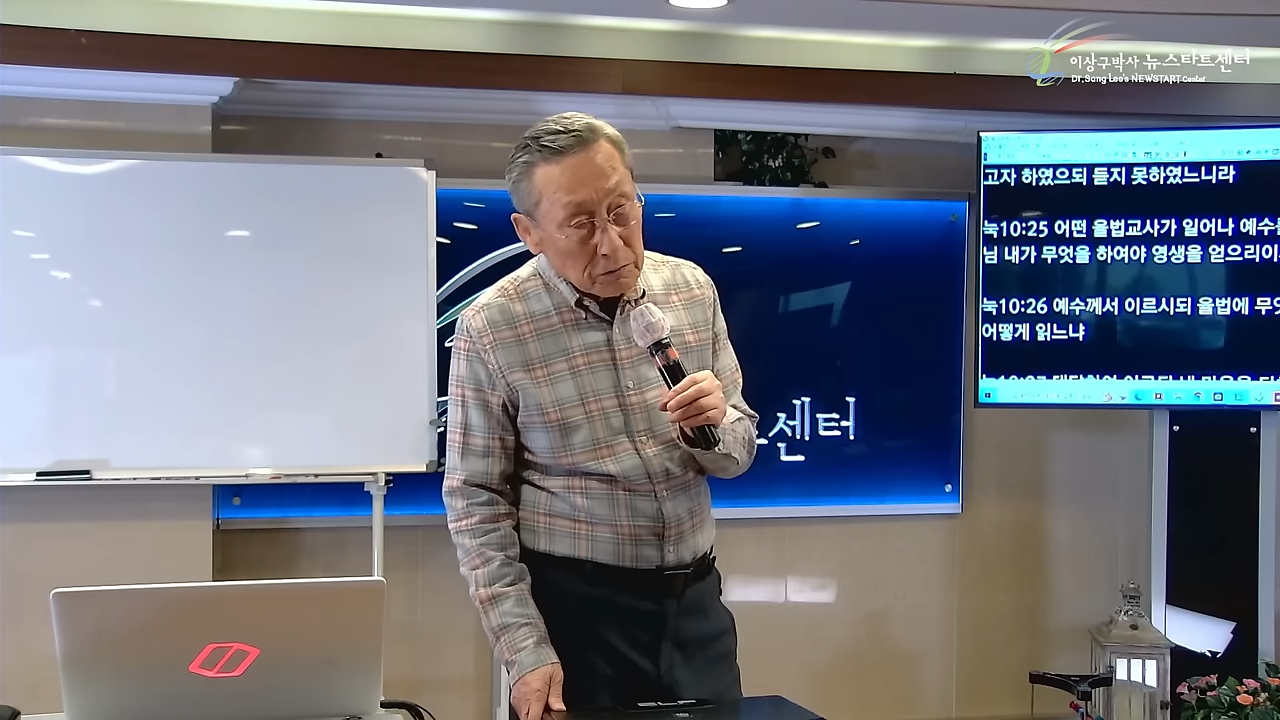 이상구박사 뉴스타트센터
Dr. Sang Lee's NEWSTART Center
고자 하였으되 듣지 못하였느니라
눅10:25 어떤 율법교사가 일어나 예수를
님 내가 무엇을 하여야 영생을 얻으리이
눅10:26 예수께서 이르시되 율법에 무엇
어떻게 읽느냐
센터